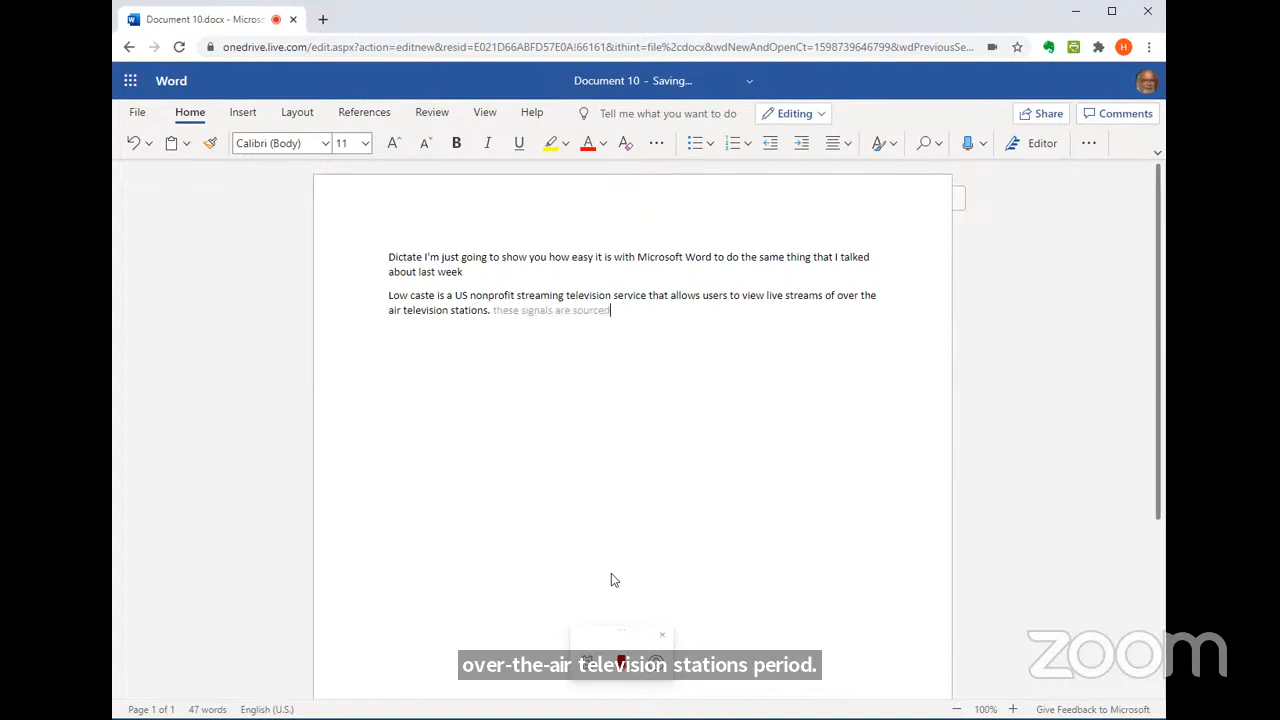 Document 10.docx - Microso
onedrive.live.com/edit.aspx?action=editnew&resid=E021D66ABFD57E0A!66161&ithint=file%2cdocx&wdNewAndOpenCt=1598739646799&wdPreviousSe...
H
Word
Document 10 - Saving...
File Home Insert Layout References Review View Help Tell me what you want to do Editing Share Comments
Calibri (Body) 11 A A B I U A A Editor
Dictate I'm just going to show you how easy it is with Microsoft Word to do the same thing that I talked
about last week
Low caste is a US nonprofit streaming television service that allows users to view live streams of over the
air television stations. these signals are sourced
over-the-air television stations period.
zoom
Page 1 of 1 47 words English (U.S.) 100% Give Feedback to Microsoft